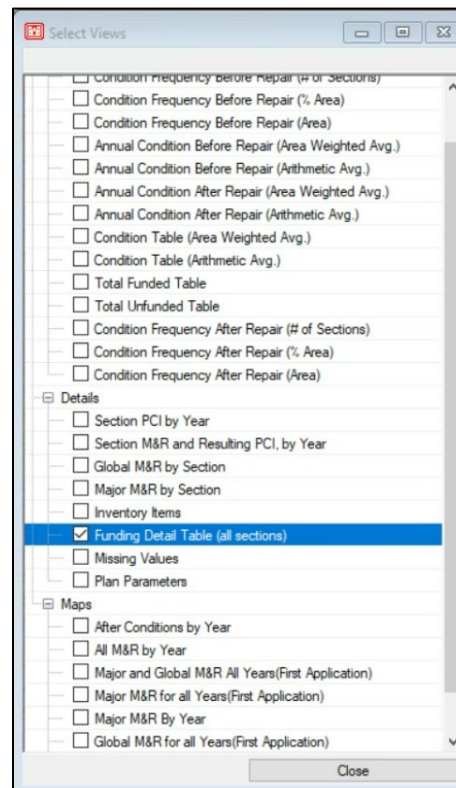 Select Views
Condition Frequency Before Repair (# of Sections)
Condition Frequency Before Repair (% Area)
Condition Frequency Before Repair (Area)
Annual Condition Before Repair (Area Weighted Avg.)
Annual Condition Before Repair (Arithmetic Avg.)
Annual Condition After Repair (Area Weighted Avg.)
Annual Condition After Repair (Arithmetic Avg.)
Condition Table (Area Weighted Avg.)
Condition Table (Arithmetic Avg.)
Total Funded Table
Total Unfunded Table
Condition Frequency After Repair (# of Sections)
Condition Frequency After Repair (% Area)
Condition Frequency After Repair (Area)
Details
Section PCI by Year
Section M&R and Resulting PCI, by Year
Global M&R by Section
Major M&R by Section
Inventory Items
Funding Detail Table (all sections)
Missing Values
Plan Parameters
Maps
After Conditions by Year
All M&R by Year
Major and Global M&R All Years(First Application)
Major M&R for all Years(First Application)
Major M&R By Year
Global M&R for all Years(First Application)
Close